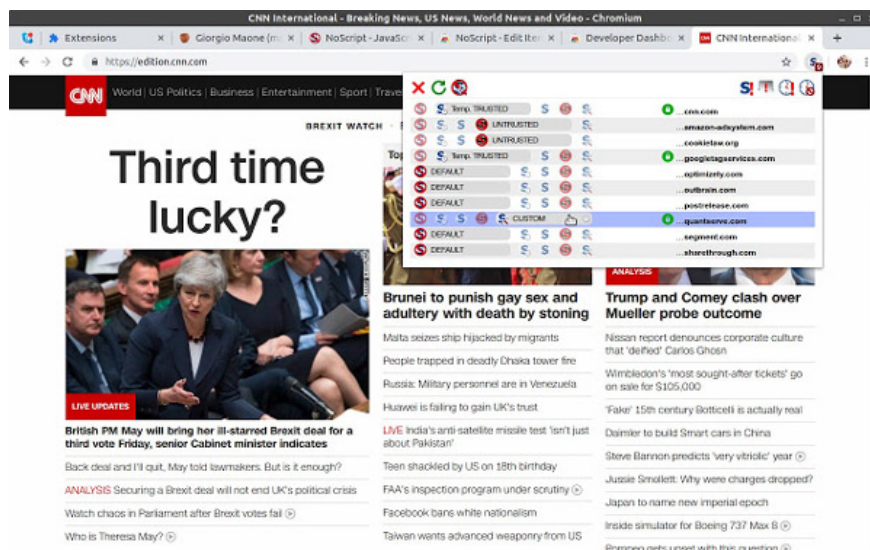 CNN International - Breaking News, US News, World News and Video - Chromium
Extensions
Giorgio Maone (m
NoScript - JavaScri
NoScript - Edit Ite
Developer Dashbo
CNN International
https://edition.cnn.com
CNN World US Politics Business Entertainment Sport Trave
BREXIT WATCH
Temp. TRUSTED ...cnn.com
UNTRUSTED ...amazon-adsystem.com
UNTRUSTED ...cookielaw.org
Temp. TRUSTED ...googletagservices.com
DEFAULT ...optimizely.com
DEFAULT ...outbrain.com
DEFAULT ...postrelease.com
CUSTOM ...quantserve.com
DEFAULT ...segment.com
DEFAULT ...sharethrough.com
Third time
lucky?
LIVE UPDATES
British PM May will bring her ill-starred Brexit deal for a
third vote Friday, senior Cabinet minister indicates
Back deal and I'll quit, May told lawmakers. But is it enough?
ANALYSIS Securing a Brexit deal will not end UK's political crisis
Watch chaos in Parliament after Brexit votes fail
Who is Theresa May?
Top
Brunei to punish gay sex and
adultery with death by stoning
Malta seizes ship hijacked by migrants
People trapped in deadly Dhaka tower fire
Russia: Military personnel are in Venezuela
Huawei is failing to gain UK's trust
LIVE India's anti-satellite missile test 'isn't just
about Pakistan'
Teen shackled by US on 18th birthday
FAA's inspection program under scrutiny
Facebook bans white nationalism
Taiwan wants advanced weaponry from US
ANALYSIS
Trump and Comey clash over
Mueller probe outcome
Nissan report denounces corporate culture
that 'deified' Carlos Ghosn
Wimbledon's 'most sought-after tickets' go
on sale for $105,000
'Fake' 15th century Botticelli is actually real
Daimler to build Smart cars in China
Steve Bannon predicts 'very vitriolic' year
Jussie Smollett: Why were charges dropped?
Japan to name new imperial epoch
Inside simulator for Boeing 737 Max 8
Pompeo gets upset with this question